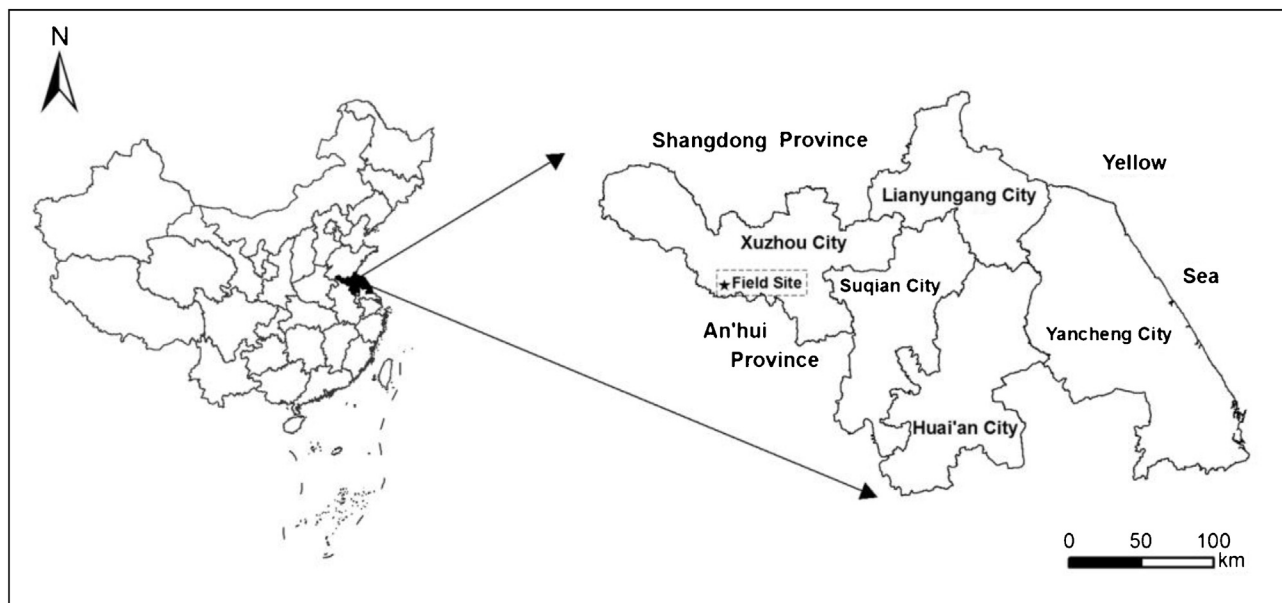 N
Shangdong Province
Yellow
Lianyungang City
Xuzhou City
Sea
★Field Site
Suqian City
An'hui
Province
Yancheng City
Huai'an City
0 50 100
km